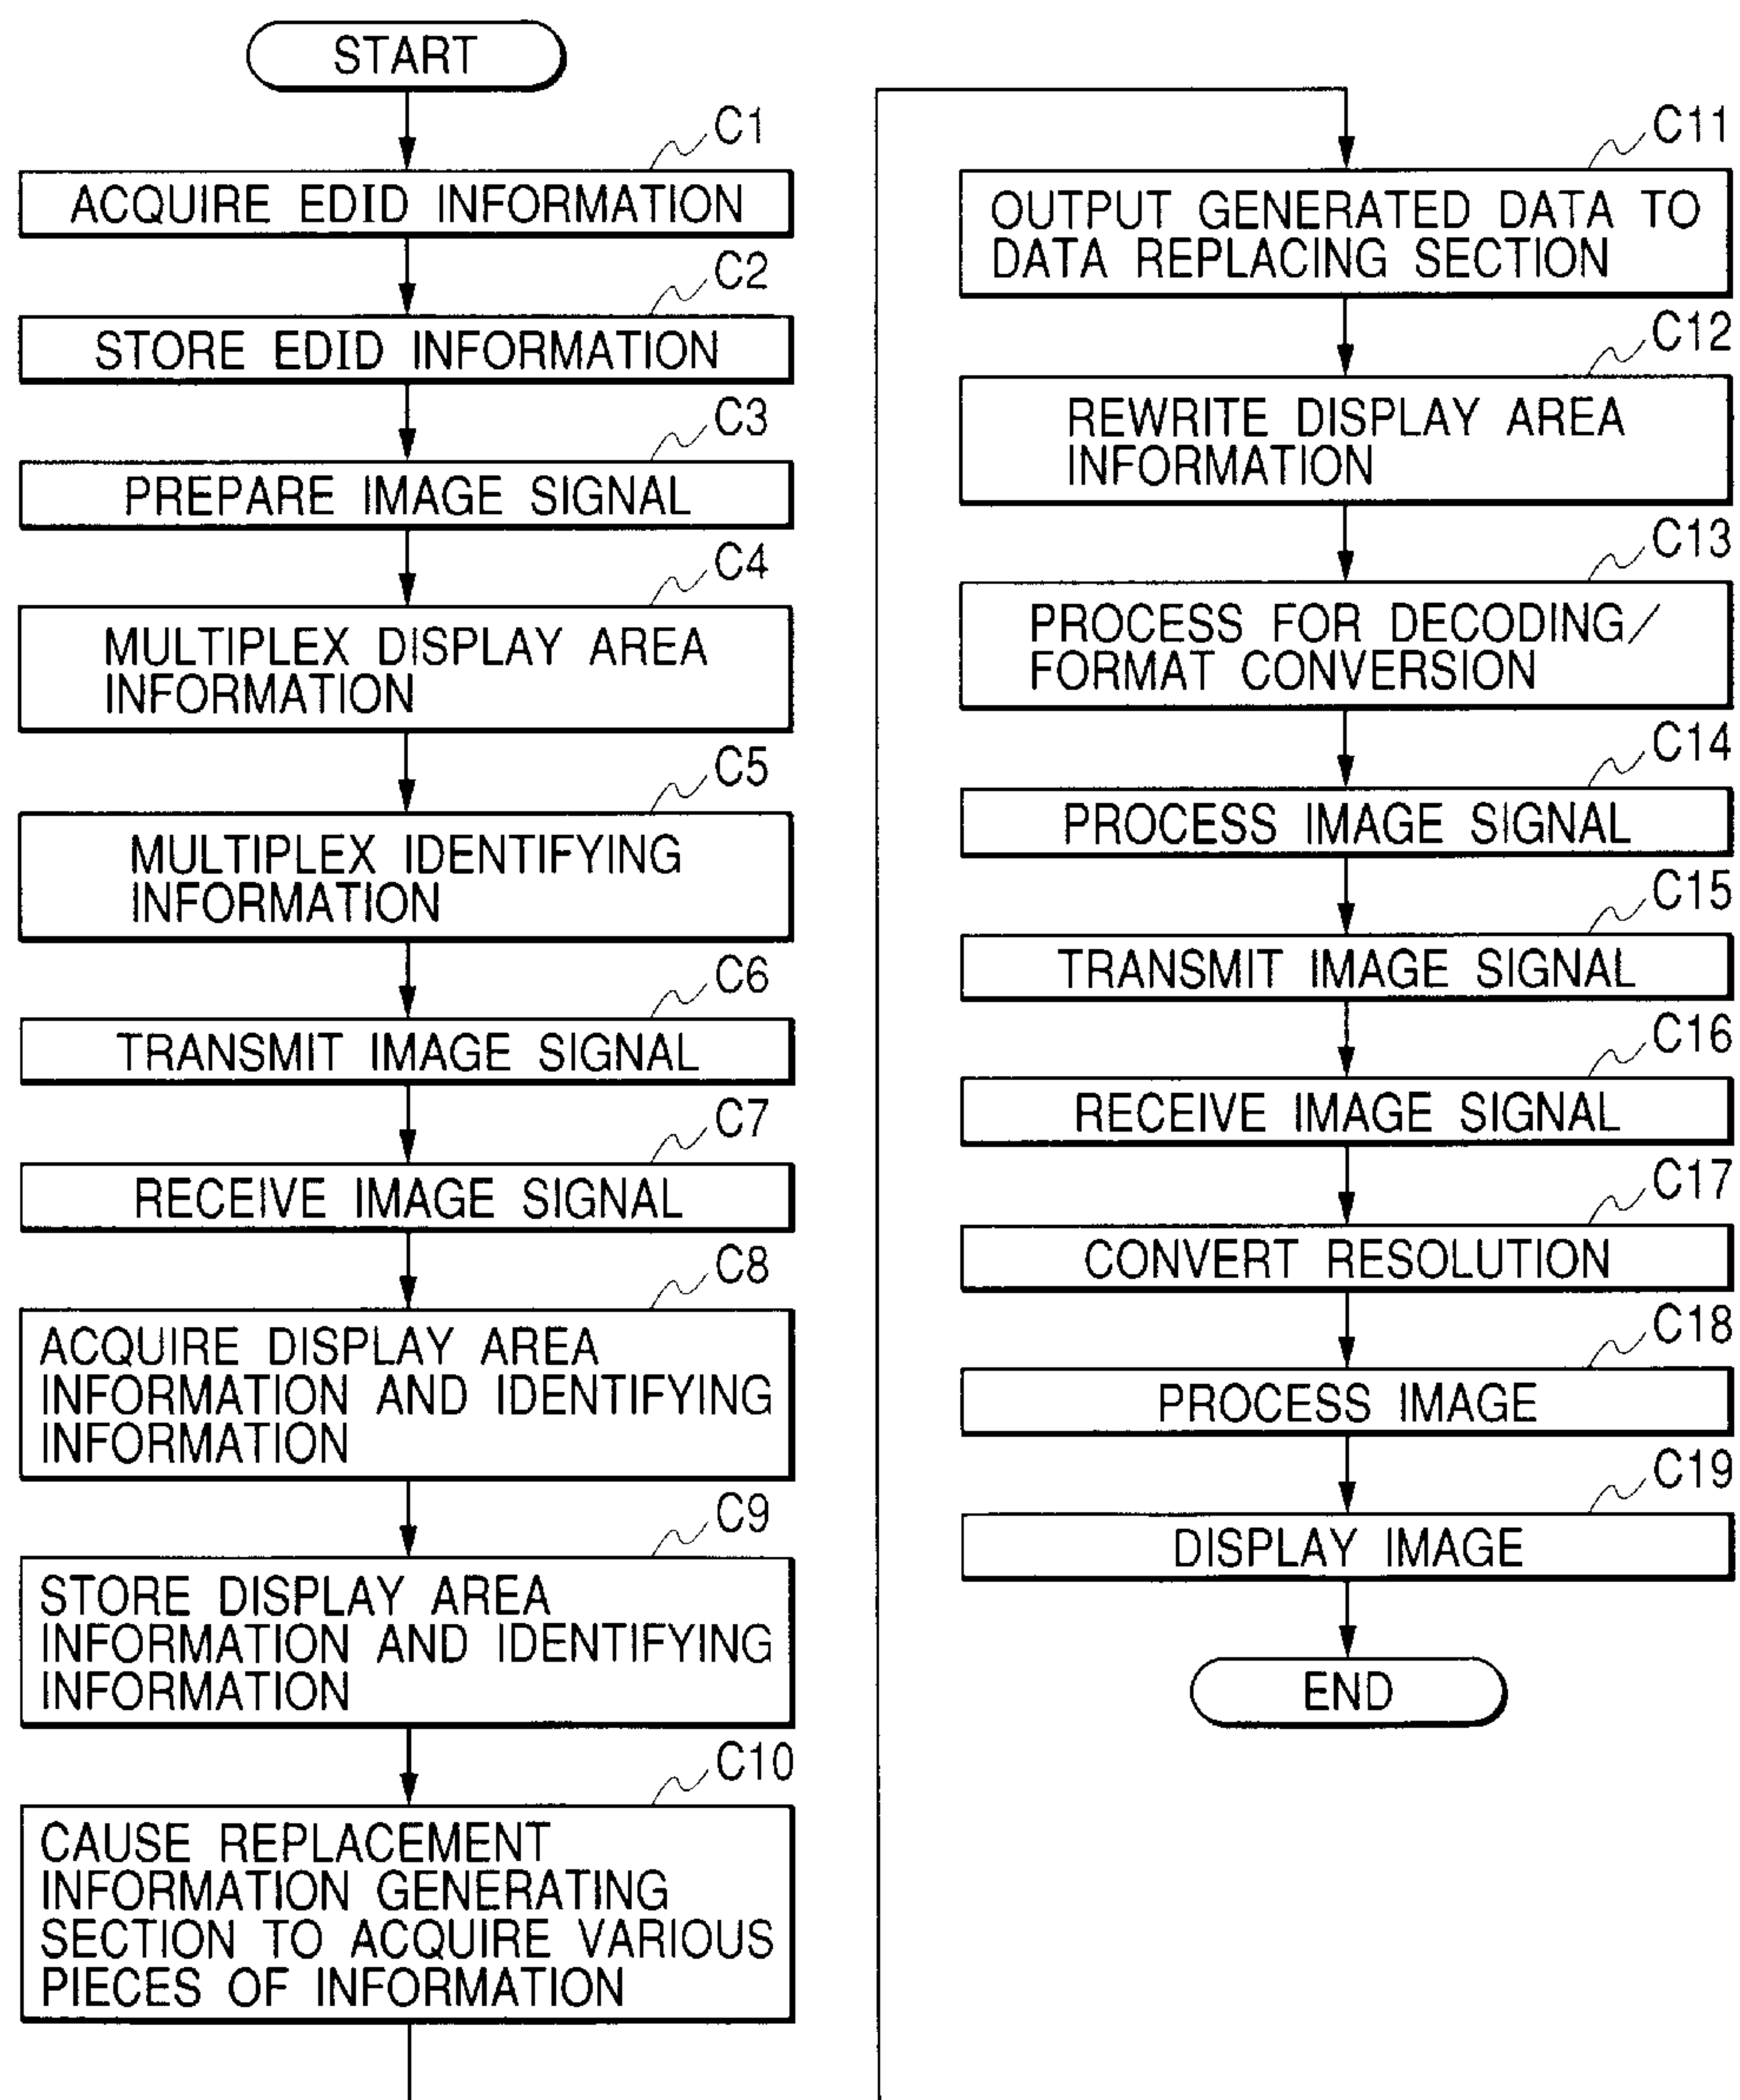 START
C1
ACQUIRE EDID INFORMATION
C2
STORE EDID INFORMATION
C3
PREPARE IMAGE SIGNAL
C4
MULTIPLEX DISPLAY AREA
INFORMATION
C5
MULTIPLEX IDENTIFYING
INFORMATION
C6
TRANSMIT IMAGE SIGNAL
C7
RECEIVE IMAGE SIGNAL
C8
ACQUIRE DISPLAY AREA
INFORMATION AND IDENTIFYING
INFORMATION
C9
STORE DISPLAY AREA
INFORMATION AND IDENTIFYING
INFORMATION
C10
CAUSE REPLACEMENT
INFORMATION GENERATING
SECTION TO ACQUIRE VARIOUS
PIECES OF INFORMATION
C11
OUTPUT GENERATED DATA TO
DATA REPLACING SECTION
C12
REWRITE DISPLAY AREA
INFORMATION
C13
PROCESS FOR DECODING/
FORMAT CONVERSION
C14
PROCESS IMAGE SIGNAL
C15
TRANSMIT IMAGE SIGNAL
C16
RECEIVE IMAGE SIGNAL
C17
CONVERT RESOLUTION
C18
PROCESS IMAGE
C19
DISPLAY IMAGE
END